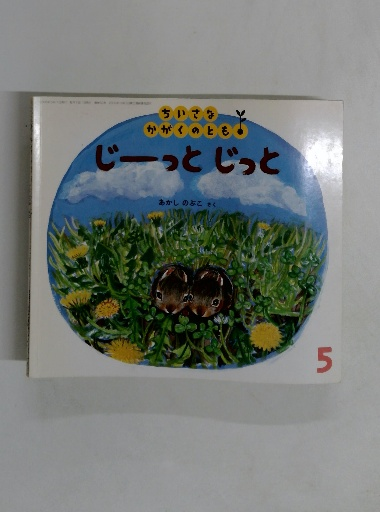 ちいさな
かがくのとも
じーっと じっと
あかし のぶこ さく
5